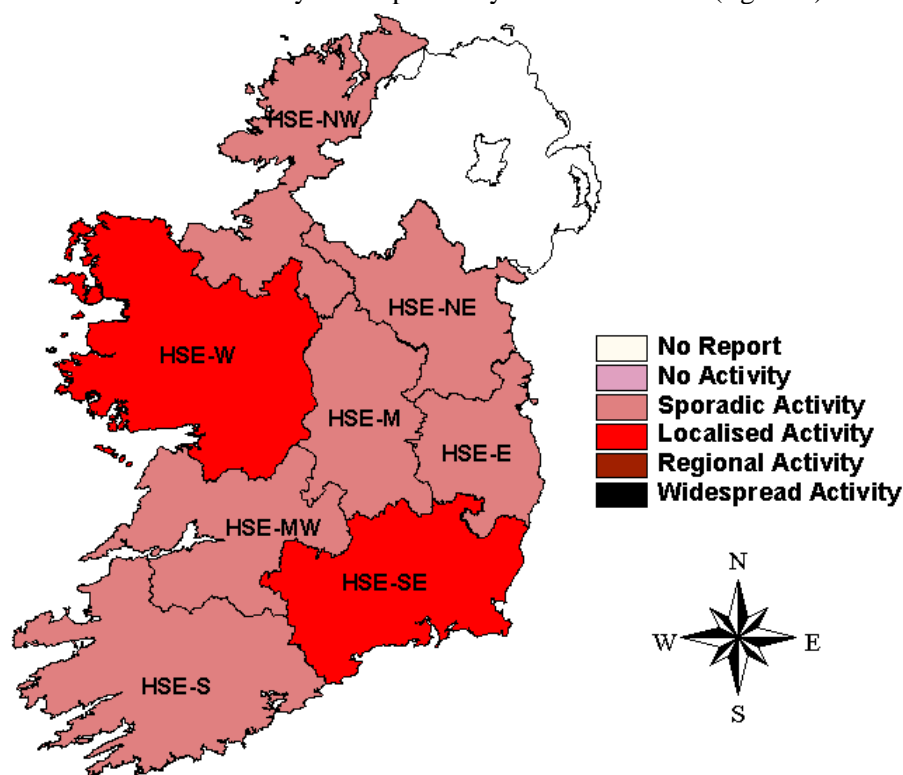 HSE-NW
HSE-NE
HSE-W
HSE-M
HSE-E
HSE-MW
HSE-SE
HSE-S
No Report
No Activity
Sporadic Activity
Localised Activity
Regional Activity
Widespread Activity
N
W E
S